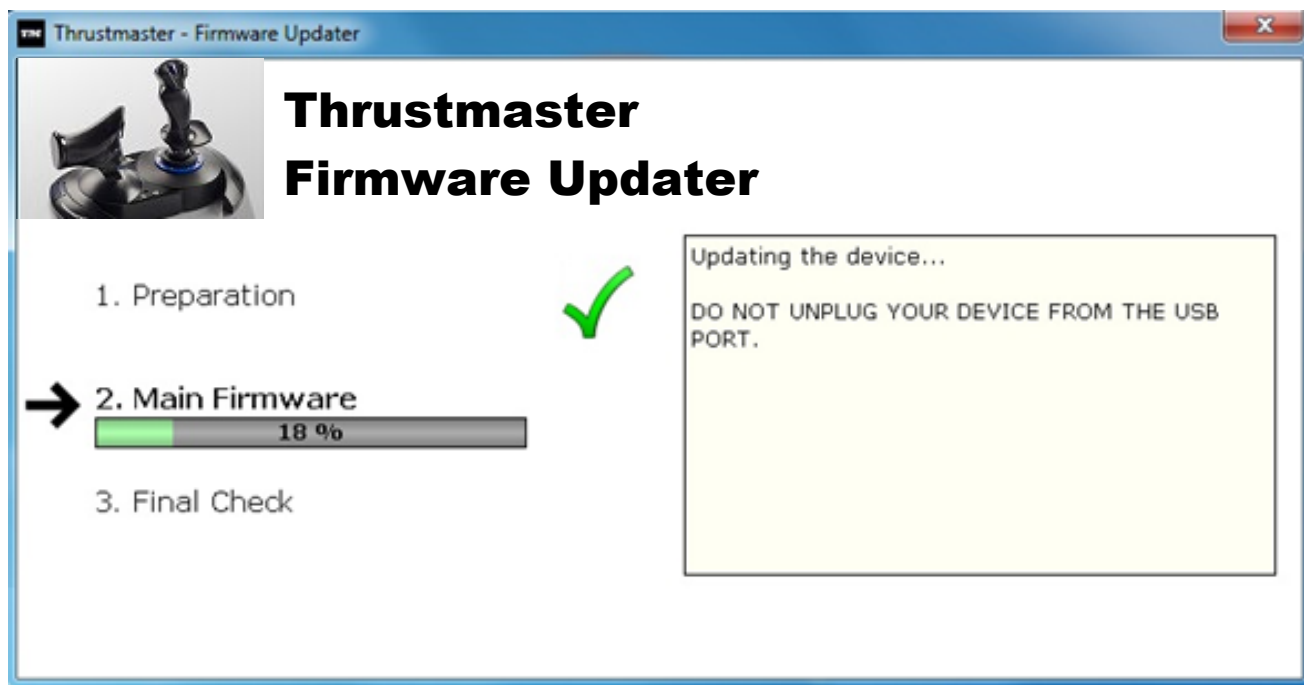 Thrustmaster - Firmware Updater
Thrustmaster
Firmware Updater
1. Preparation
2. Main Firmware
18 %
3. Final Check
Updating the device...
DO NOT UNPLUG YOUR DEVICE FROM THE USB
PORT.